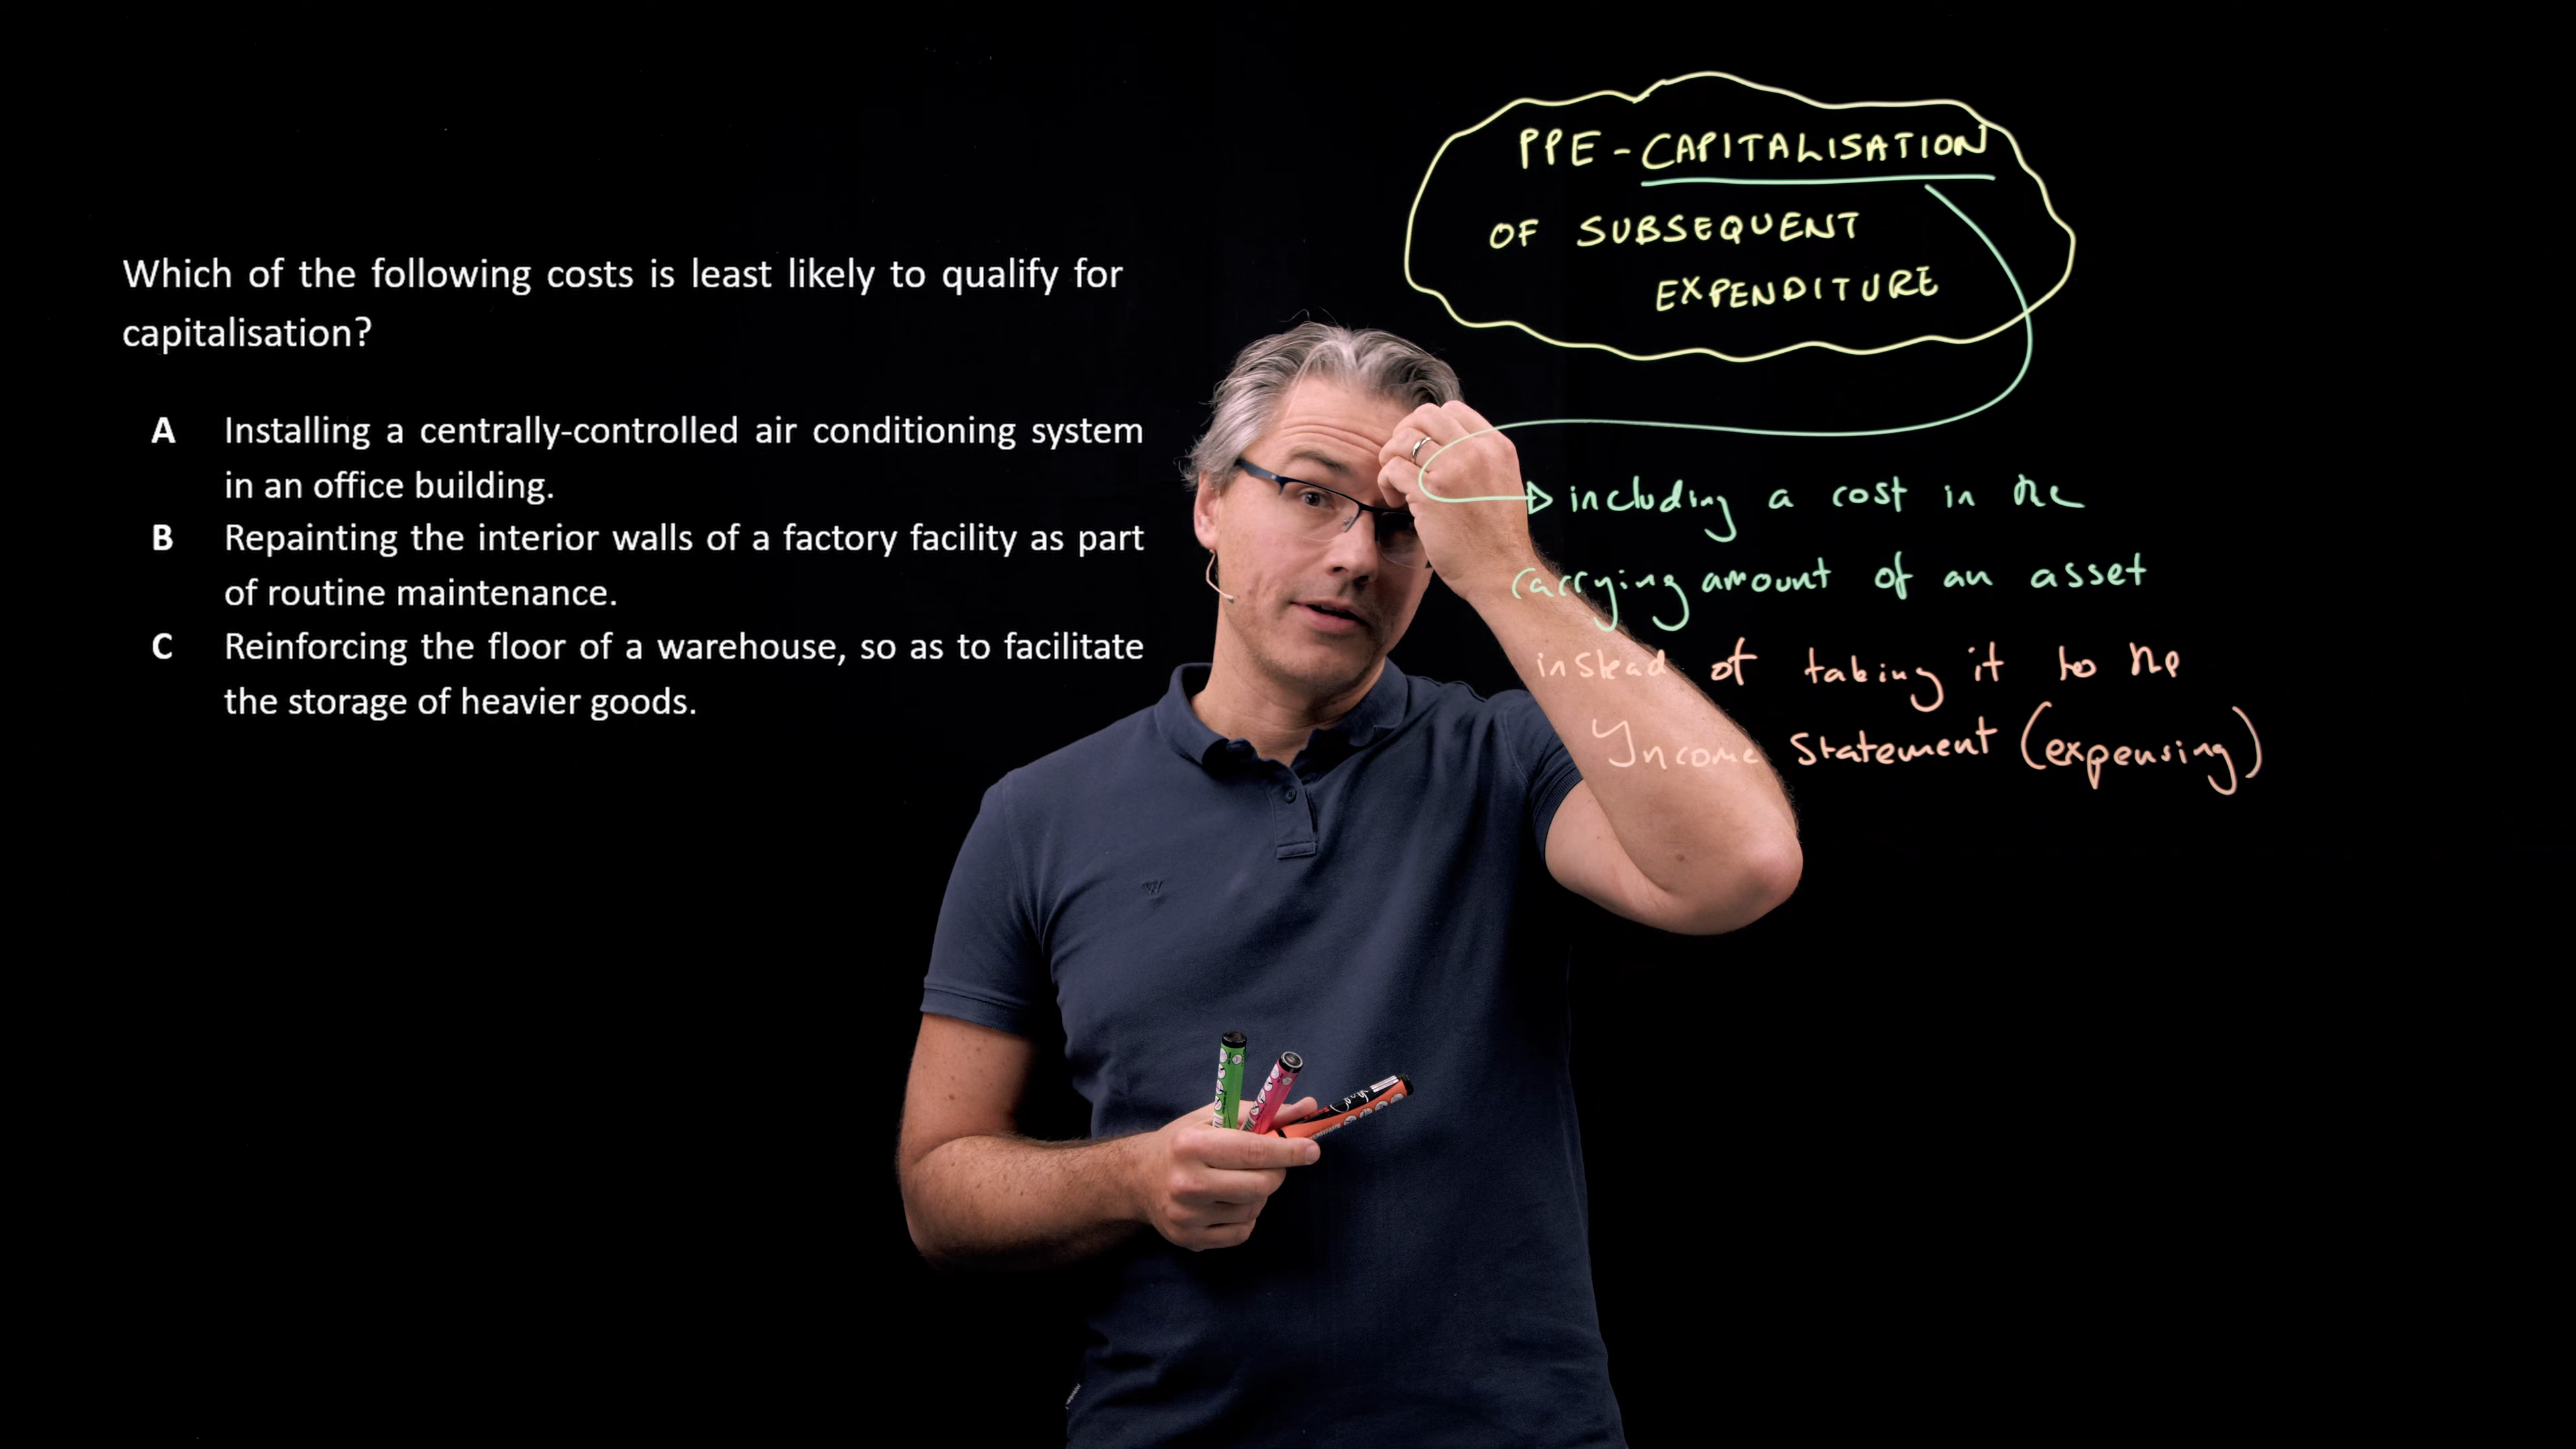 Which of the following costs is least likely to qualify for
capitalisation?
A Installing a centrally-controlled air conditioning system
in an office building.
B Repainting the interior walls of a factory facility as part
of routine maintenance.
C Reinforcing the floor of a warehouse, so as to facilitate
the storage of heavier goods.
PPE - CAPITALISATION
OF SUBSEQUENT
EXPENDITURE
including a cost in the
carrying amount of an asset
instead of taking it to the
Income Statement (expensing)
W